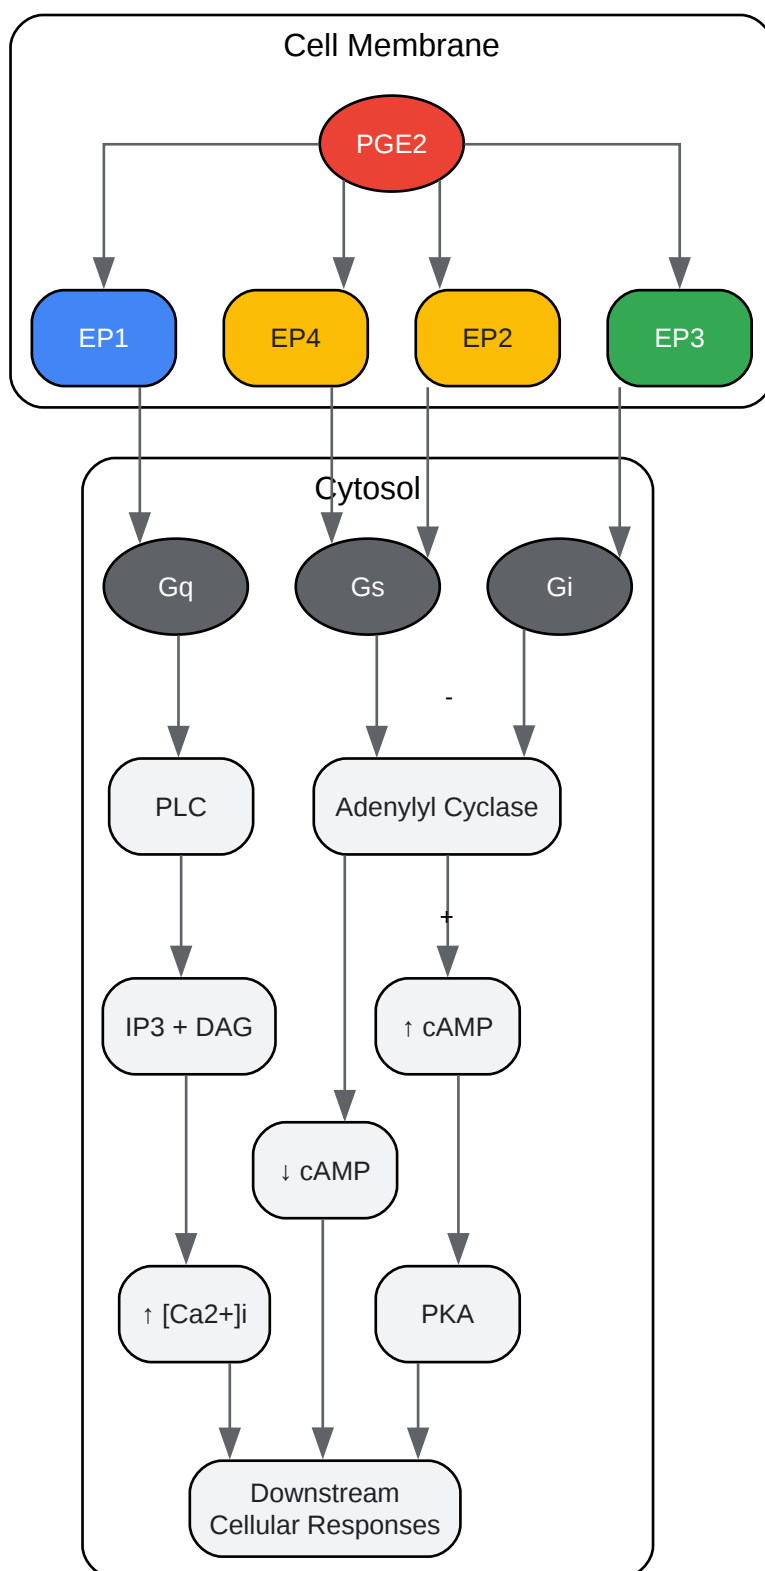 Cell Membrane
PGE2
EP1
EP4
EP2
EP3
Cytosol
Gq
Gs
Gi
-
PLC
Adenylyl Cyclase
+
IP3 + DAG
↑ cAMP
↓ cAMP
↑ [Ca2+]i
PKA
Downstream
Cellular Responses